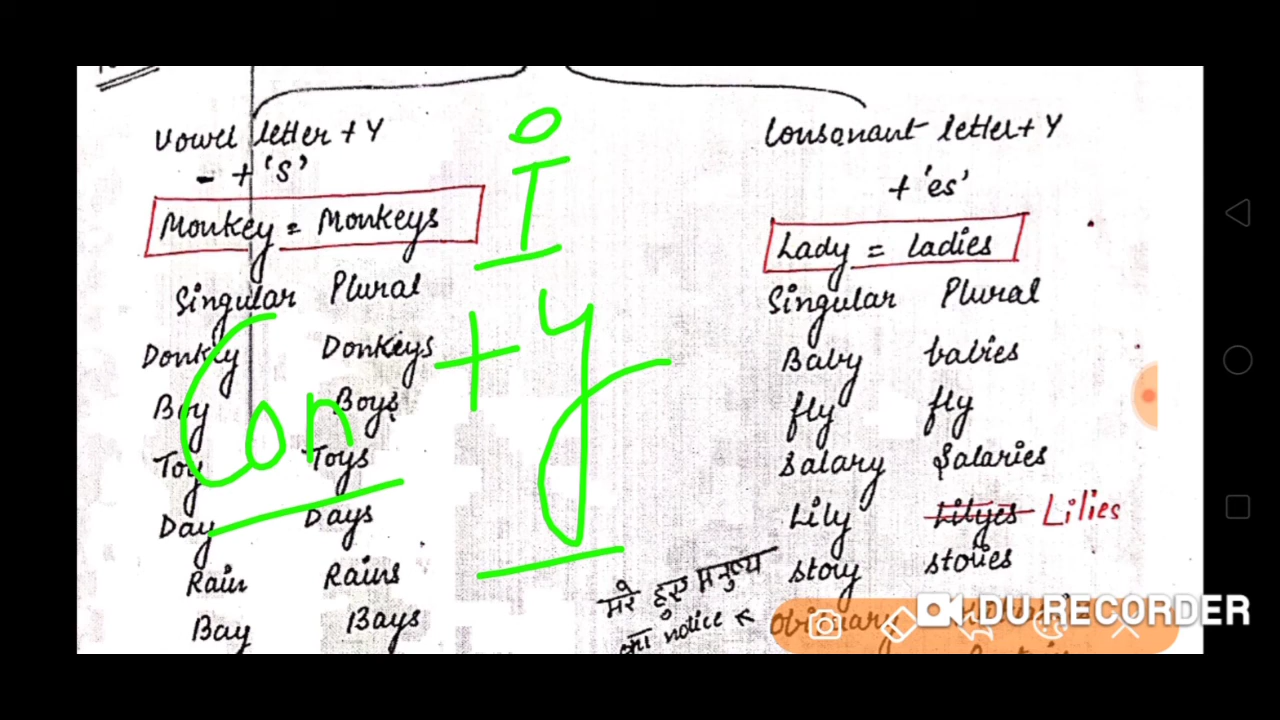 Vowel letter + Y
- + 'S'
Monkey = Monkeys
Singular Plural
Donkey Donkeys
Boy Boys
Toy Toys
Day Days
Rain Rains
Bay Bays
I
Con + y
Consonant letter + Y
+ 'es'
Lady = ladies
Singular Plural
Baby babies
fly fly
Salary Salaries
Lily Lilyes Lilies
story stories
मरे हुए मनुष्य
का notice
Obituary
DU RECORDER